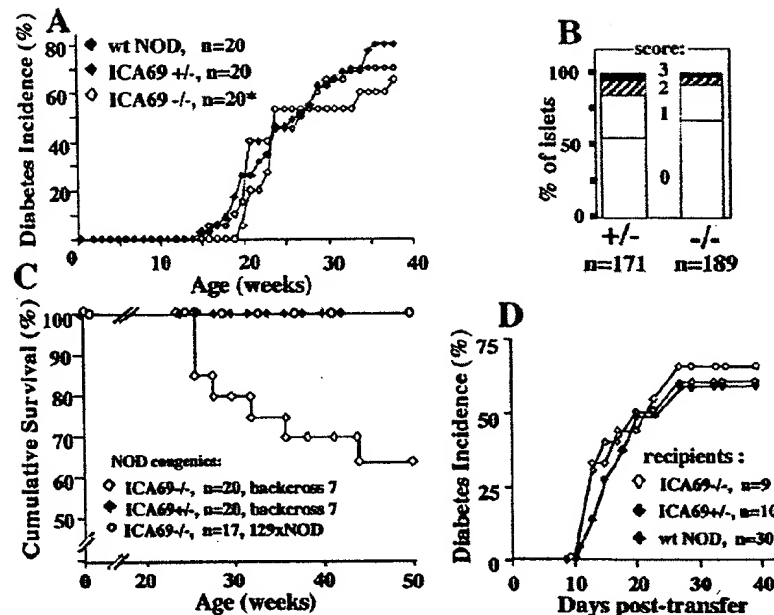 A
Diabetes Incidence (%)
80
60
40
20
wt NOD, n=20
ICA69 +/-, n=20
ICA69 -/-, n=20*
0 10 20 30 40
Age (weeks)
B
score:
% of islets
100
50
0
3
2
1
0
+/- -/-
n=171 n=189
C
Cumulative Survival (%)
100
90
80
70
60
50
NOD congenics:
ICA69-/-, n=20, backcross 7
ICA69+/-, n=20, backcross 7
ICA69-/-, n=17, 129xNOD
0 20 30 40 50
Age (weeks)
D
Diabetes Incidence (%)
75
50
25
0
recipients :
ICA69-/-, n=9
ICA69+/-, n=10
wt NOD, n=30
0 10 20 30 40
Days post-transfer